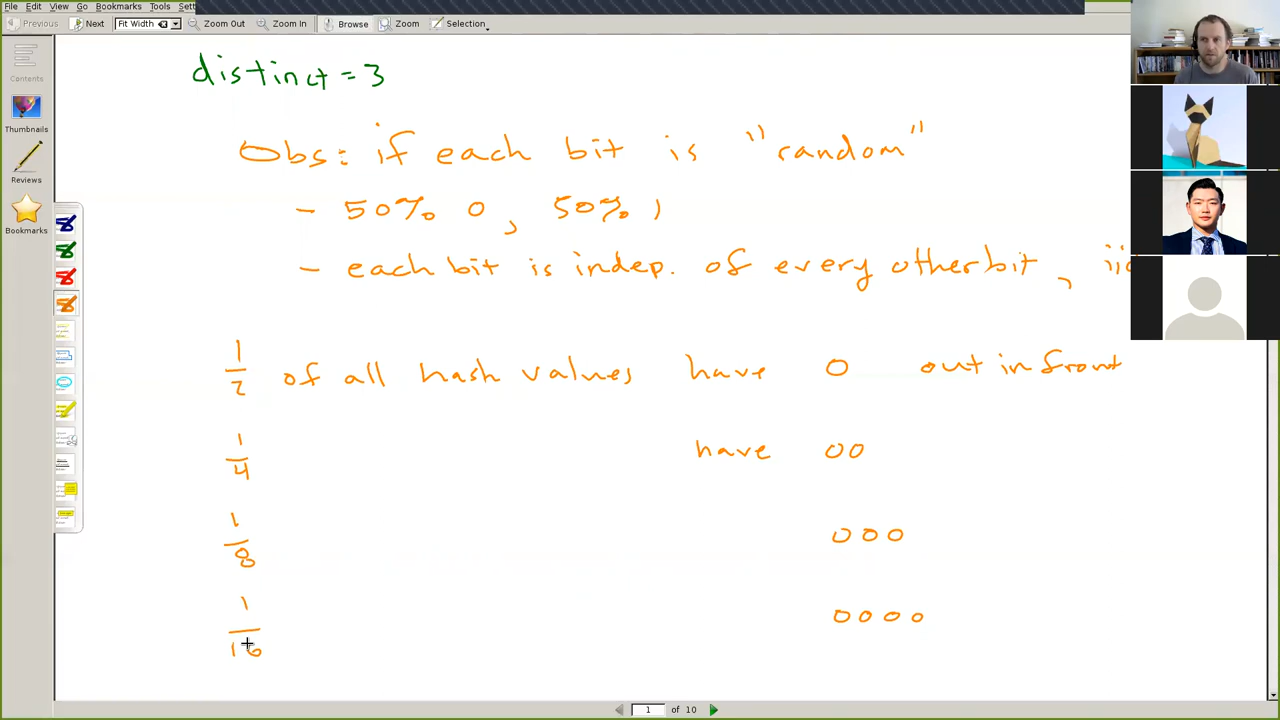 File Edit View Go Bookmarks Tools
Previous Next Fit Width Zoom Out Zoom In Browse Zoom Selection
Contents
Thumbnails
Reviews
Bookmarks
distinct = 3
Obs: if each bit is "random"
- 50% 0, 50% 1
- each bit is indep. of every other bit,
1/2 of all hash values have 0 out in front
1/4 have 00
1/8 000
1/16 0000
1 of 10